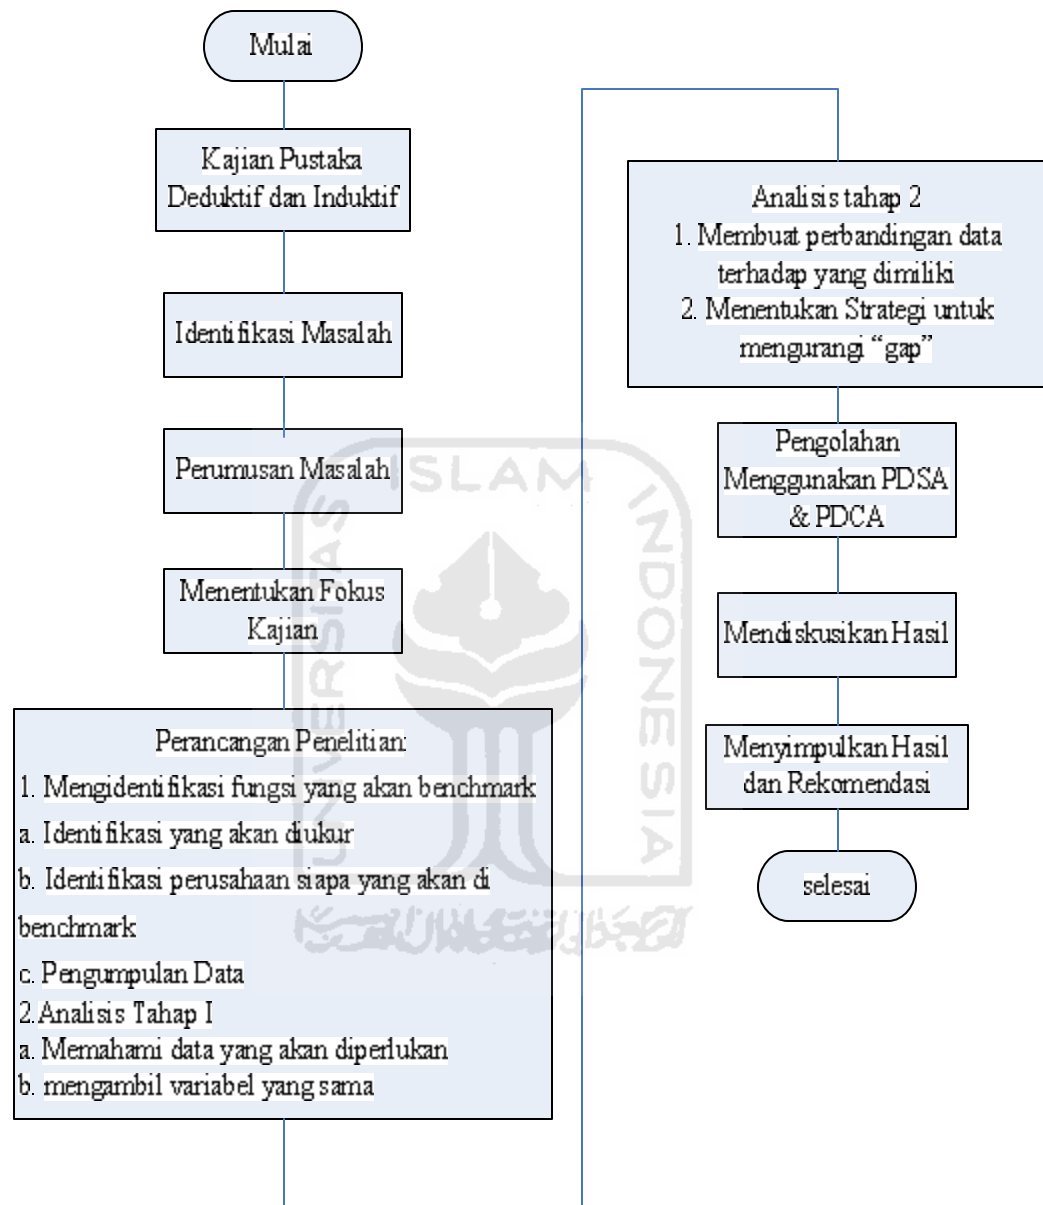 Mulai
Kajian Pustaka
Deduktif dan Induktif
Identifikasi Masalah
Perumusan Masalah
Menentukan Fokus
Kajian
Perancangan Penelitian:
1. Mengidentifikasi fungsi yang akan benchmark
a. Identifikasi yang akan diukur
b. Identifikasi perusahaan siapa yang akan di
benchmark
c. Pengumpulan Data
2.Analisis Tahap I
a. Memahami data yang akan diperlukan
b. mengambil variabel yang sama
Analisis tahap 2
1. Membuat perbandingan data
terhadap yang dimiliki
2. Menentukan Strategi untuk
mengurangi “gap”
Pengolahan
Menggunakan PDSA
& PDCA
Mendiskusikan Hasil
Menyimpulkan Hasil
dan Rekomendasi
selesai
UNIVERSITAS
ISLAM
INDONESIA